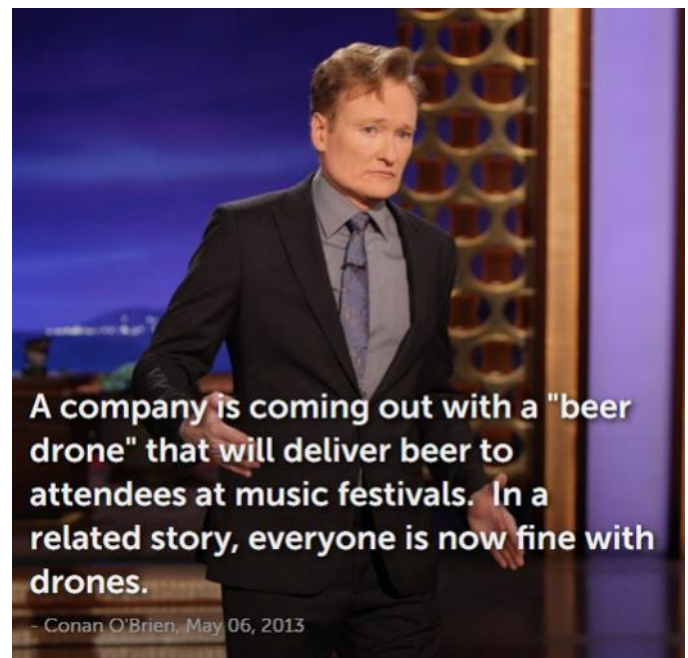 A company is coming out with a "beer
drone" that will deliver beer to
attendees at music festivals.  In a
related story, everyone is now fine with
drones.
- Conan O'Brien, May 06, 2013